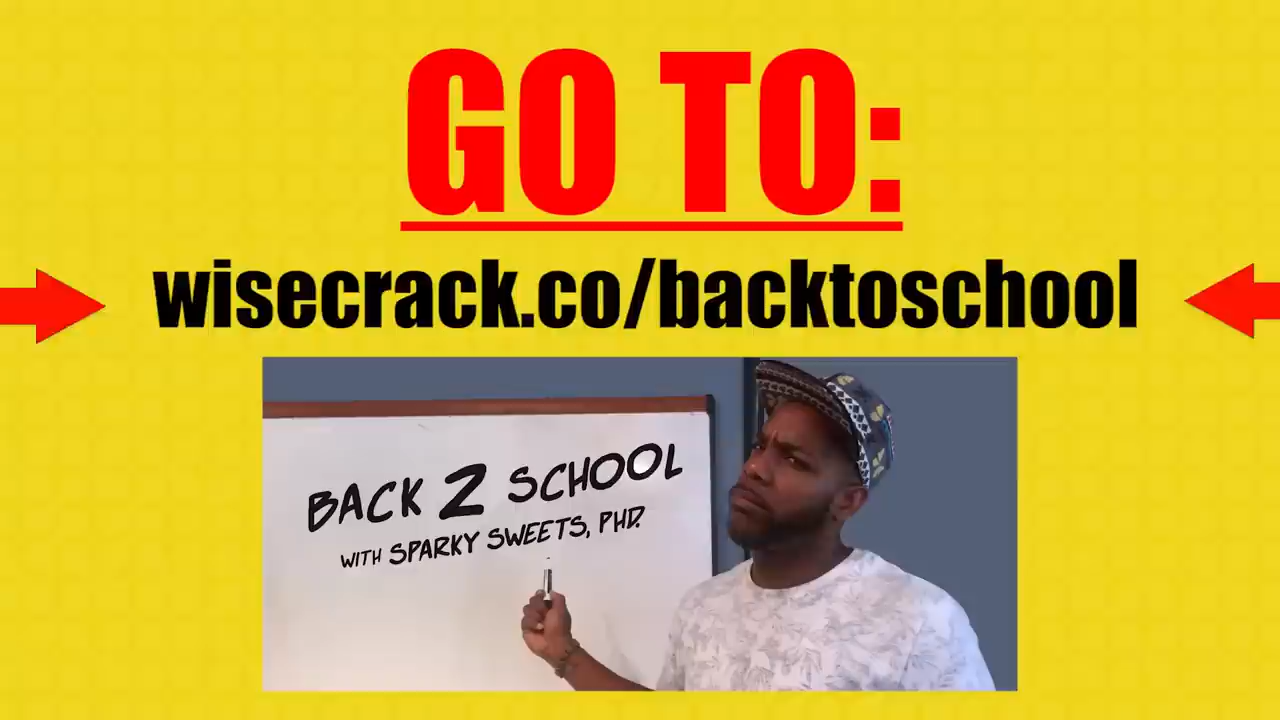 GO TO:
wisecrack.co/backtoschool
BACK 2 SCHOOL
WITH SPARKY SWEETS, PHD.